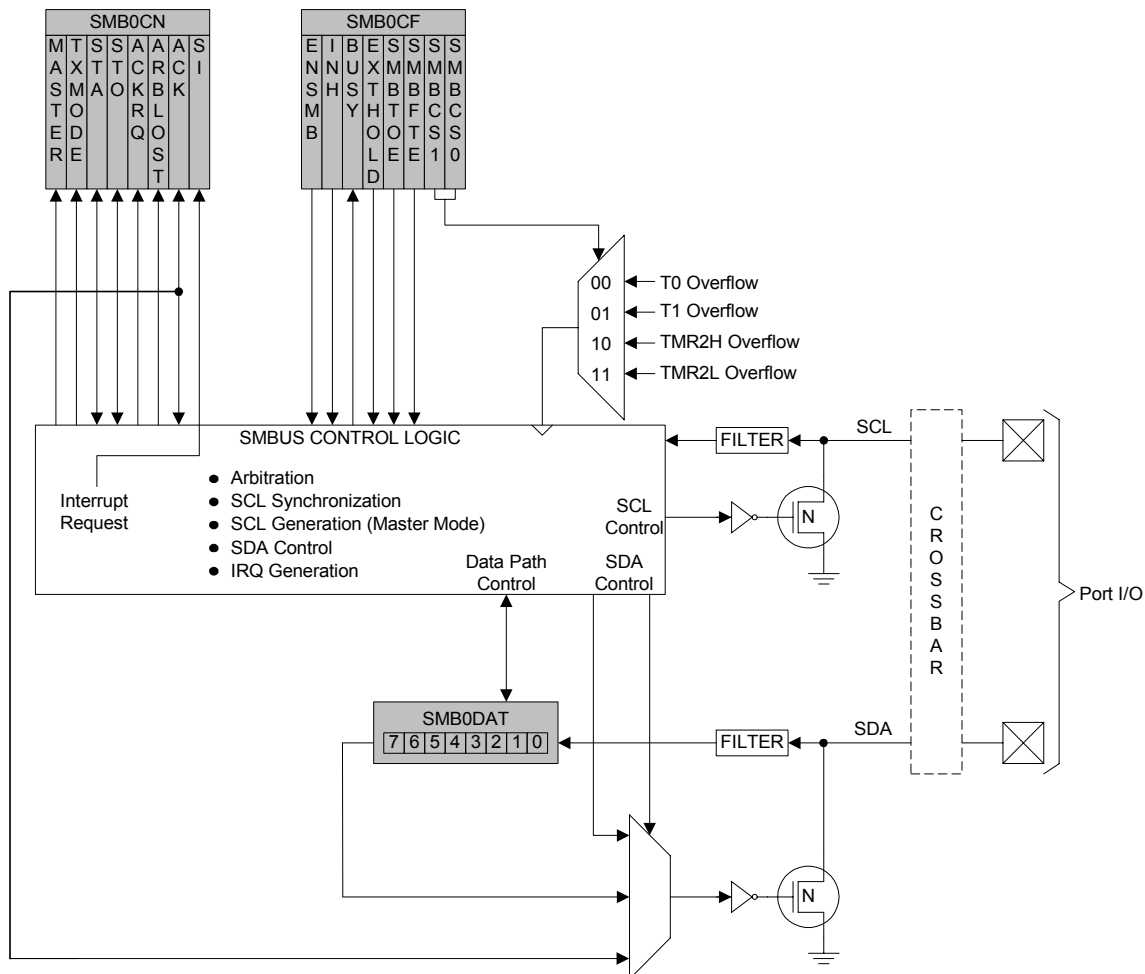 SMB0CN
MASTER
TXMODE
STA
STO
ACKRQ
ARBLOST
ACK
SI
SMB0CF
ENSMB
INH
BUSY
EXTHOLD
SMBTOE
SMBFTE
SMBCS1
SMBCS0
00
T0 Overflow
01
T1 Overflow
10
TMR2H Overflow
11
TMR2L Overflow
SMBUS CONTROL LOGIC
Interrupt
Request
● Arbitration
● SCL Synchronization
● SCL Generation (Master Mode)
● SDA Control
● IRQ Generation
SCL
Control
Data Path
Control
SDA
Control
FILTER
SCL
N
CROSSBAR
Port I/O
SMB0DAT
7 6 5 4 3 2 1 0
FILTER
SDA
N